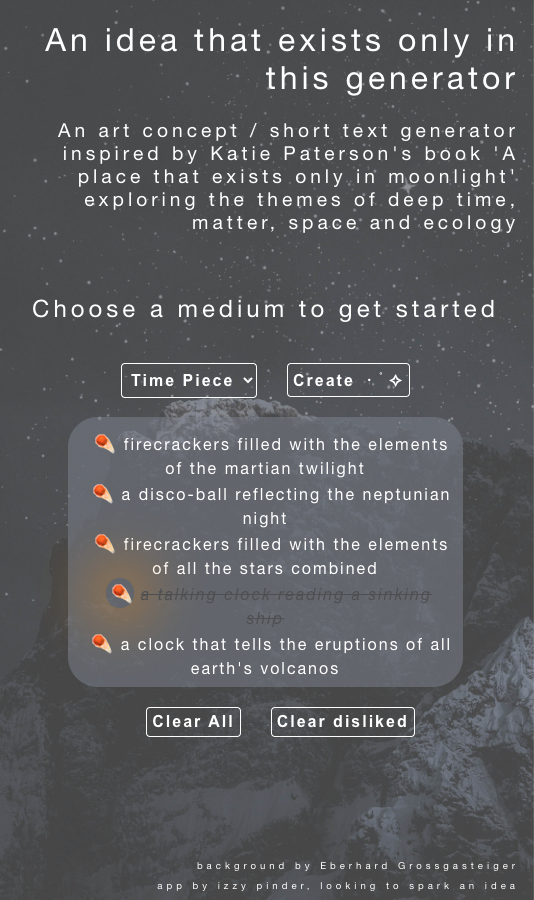 An idea that exists only in
this generator
An art concept / short text generator
inspired by Katie Paterson's book 'A
place that exists only in moonlight'
exploring the themes of deep time,
matter, space and ecology
Choose a medium to get started
Time Piece
Create · ✧
firecrackers filled with the elements
of the martian twilight
a disco-ball reflecting the neptunian
night
firecrackers filled with the elements
of all the stars combined
a talking clock reading a sinking
ship
a clock that tells the eruptions of all
earth's volcanos
Clear All
Clear disliked
background by Eberhard Grossgasteiger
app by izzy pinder, looking to spark an idea